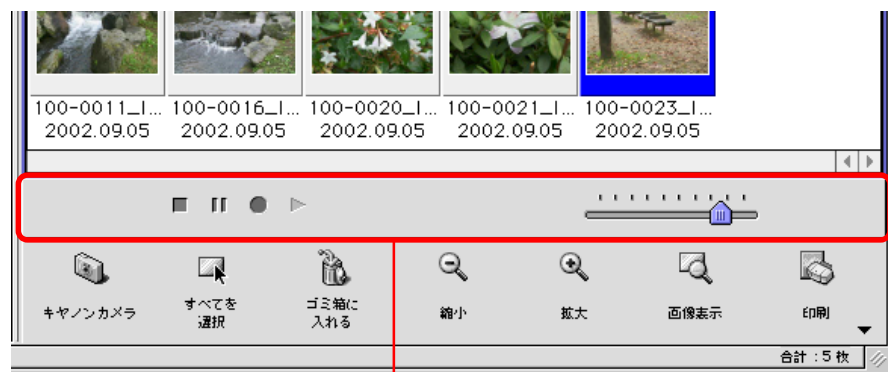 100-0011_I... 100-0016_I... 100-0020_I... 100-0021_I... 100-0023_I...
2002.09.05 2002.09.05 2002.09.05 2002.09.05 2002.09.05
キヤノンカメラ
すべてを
選択
ゴミ箱に
入れる
縮小
拡大
画像表示
印刷
合計 : 5 枚